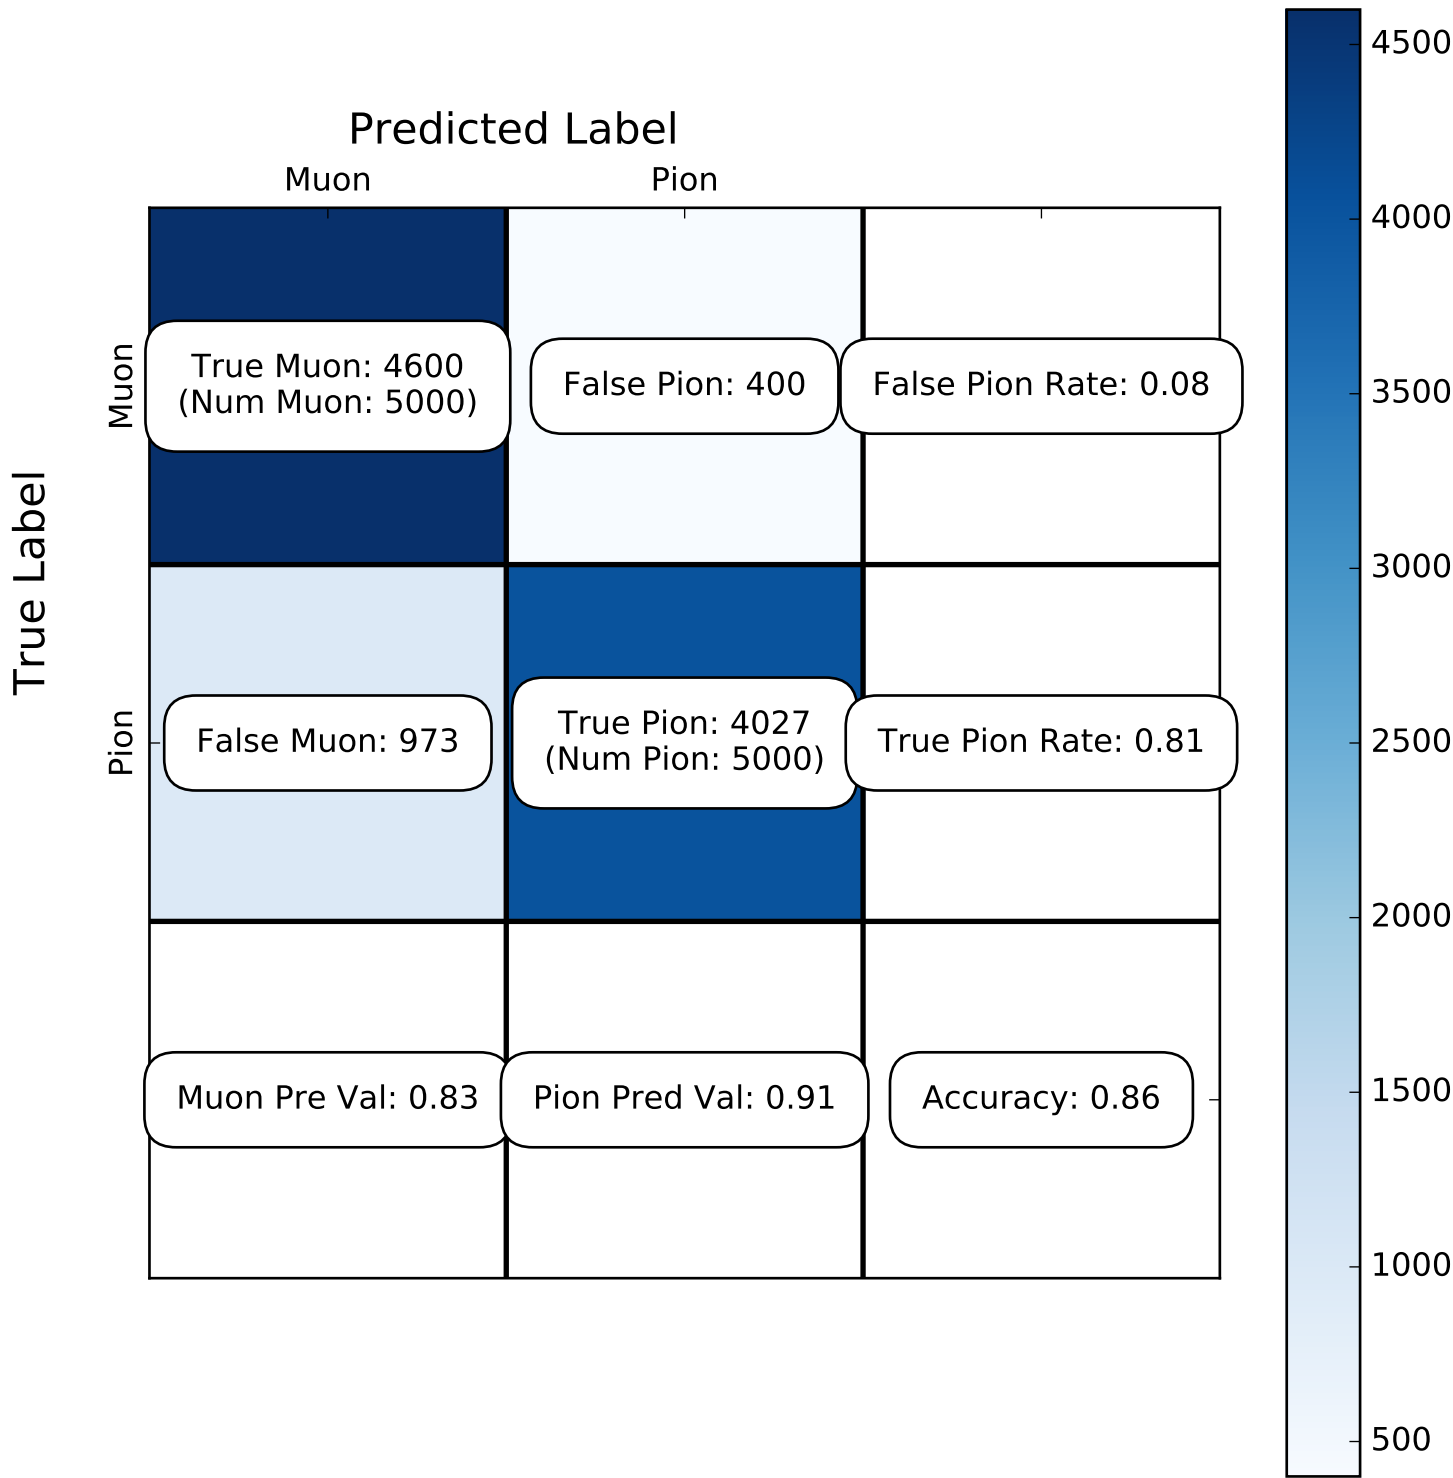 Predicted Label
Muon Pion
True Label
Muon
True Muon: 4600
(Num Muon: 5000)
False Pion: 400
False Pion Rate: 0.08
Pion
False Muon: 973
True Pion: 4027
(Num Pion: 5000)
True Pion Rate: 0.81
Muon Pre Val: 0.83
Pion Pred Val: 0.91
Accuracy: 0.86
4500
4000
3500
3000
2500
2000
1500
1000
500